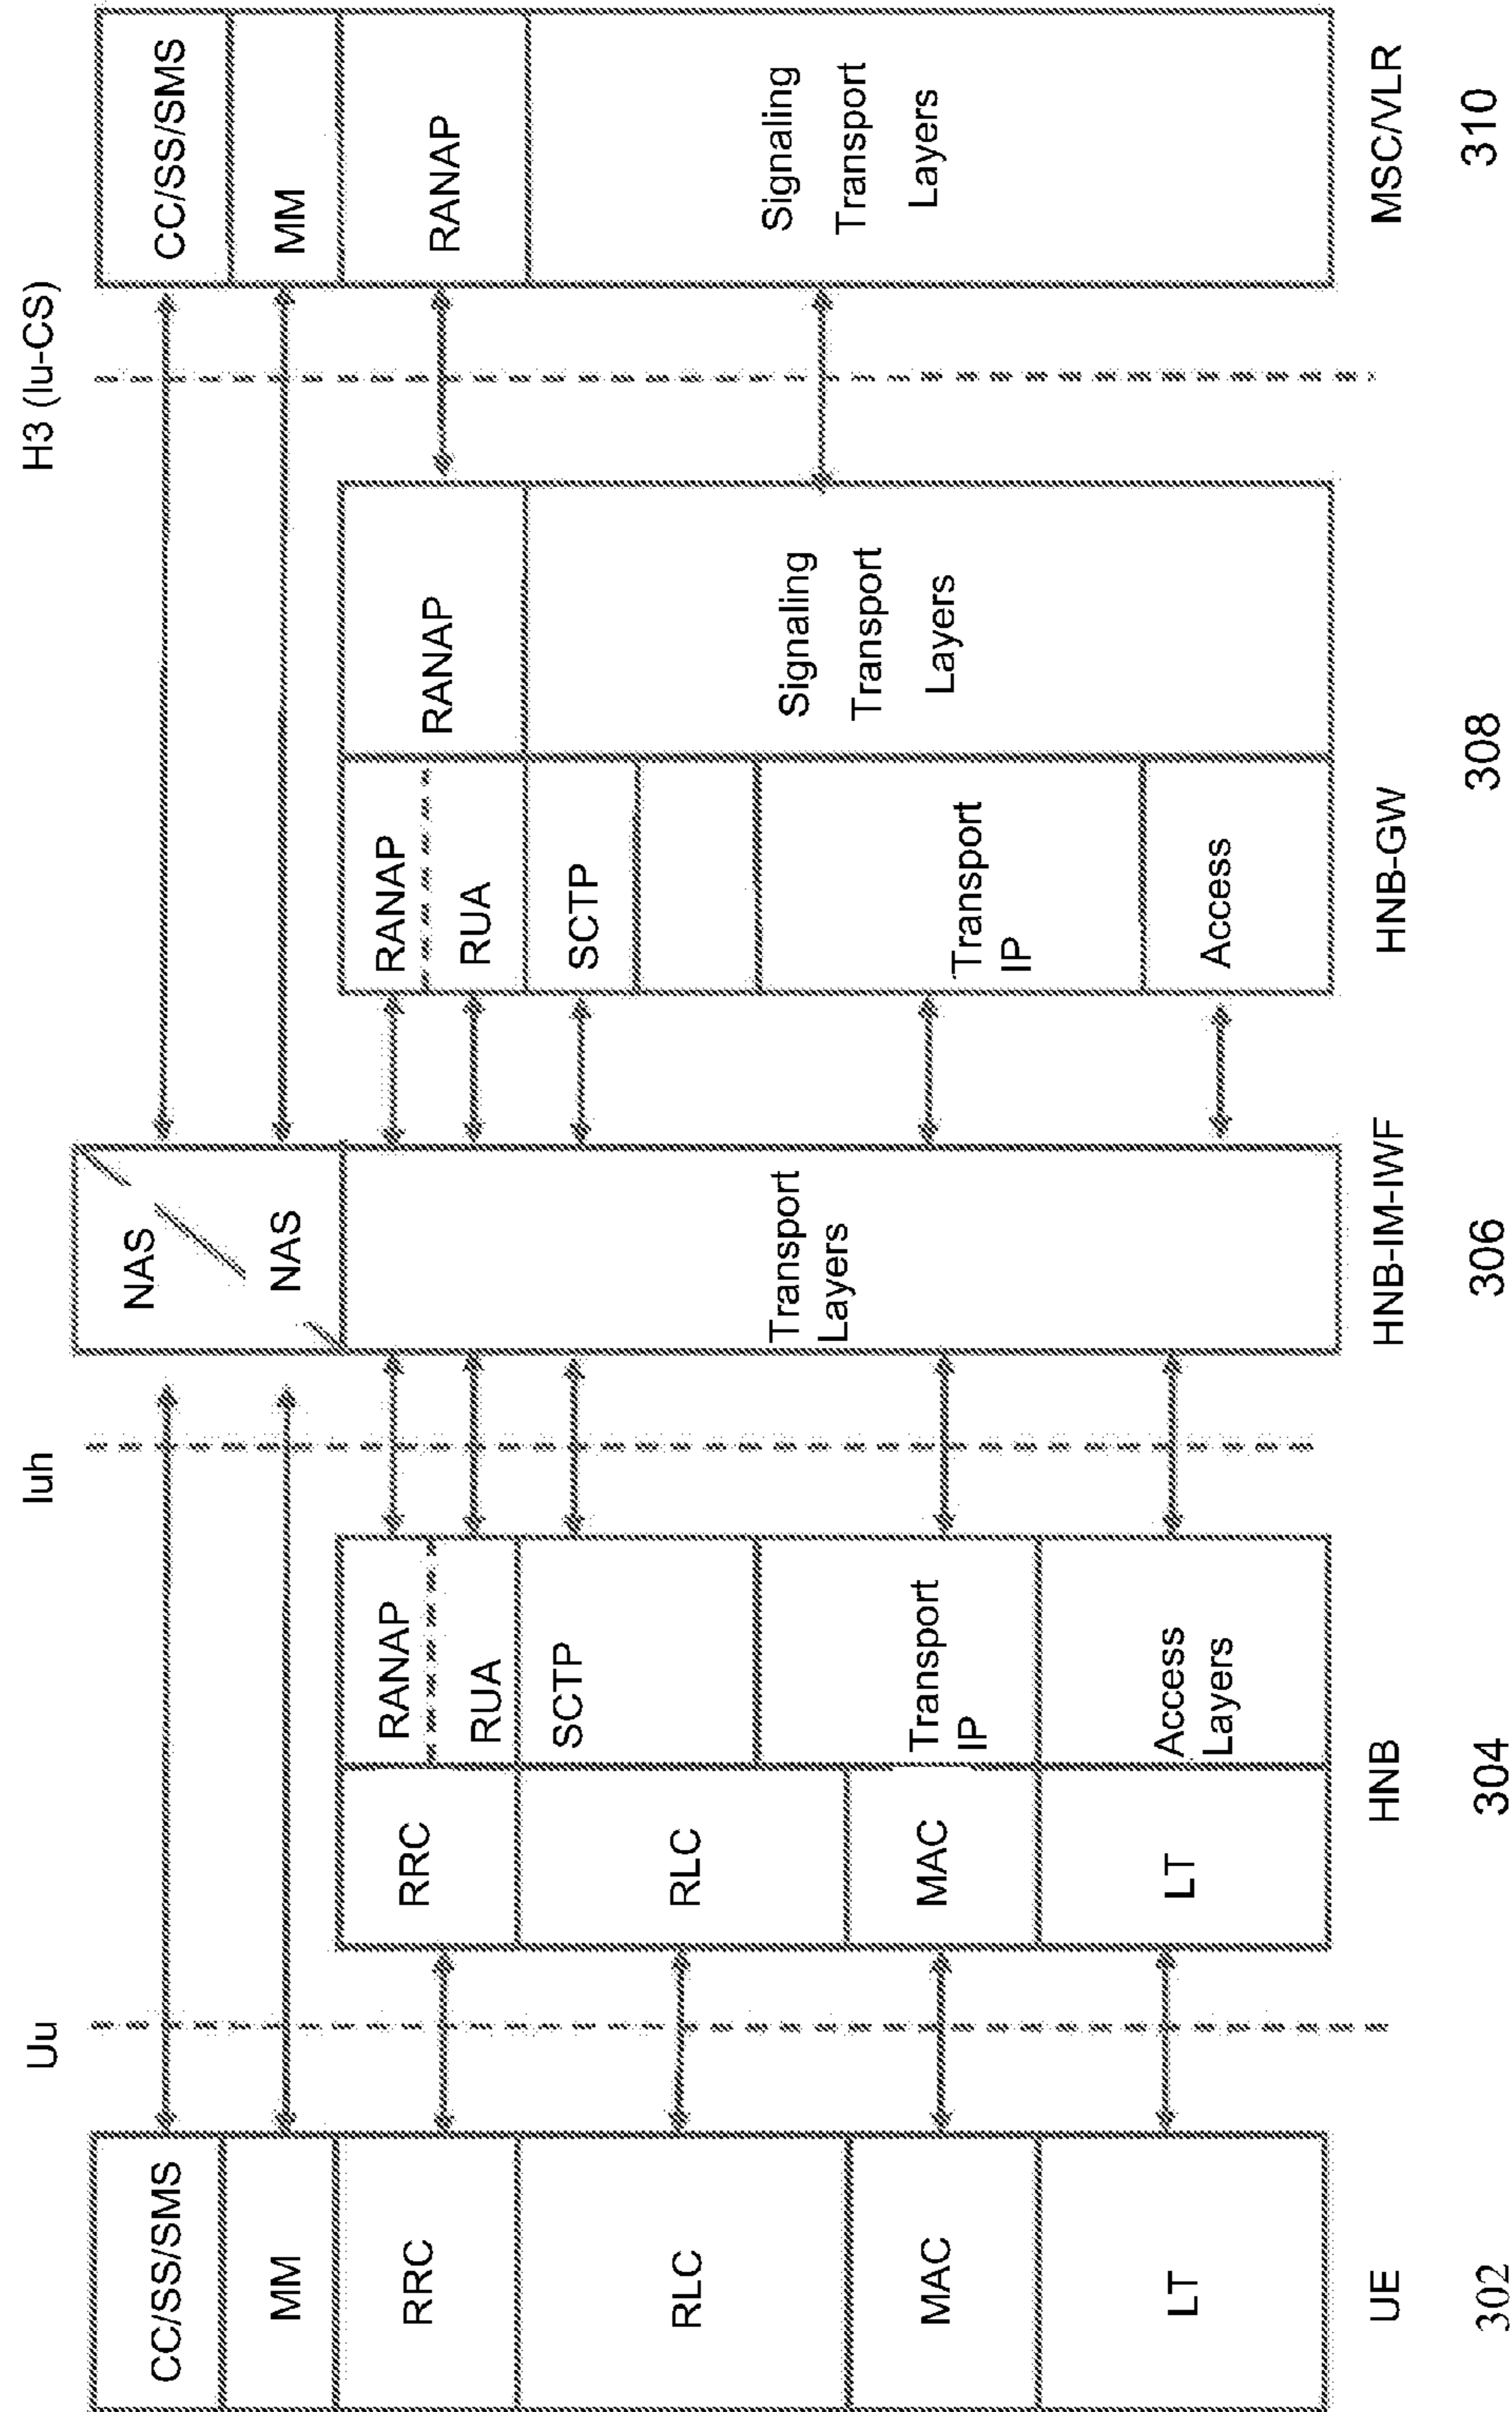 Uu
Iuh
H3 (Iu-CS)
CC/SS/SMS
MM
RRC
RLC
MAC
LT
UE
302
RRC
RLC
MAC
LT
RANAP
RUA
SCTP
Transport
IP
Access
Layers
HNB
304
NAS
NAS
Transport
Layers
HNB-IM-IWF
306
RANAP
RUA
SCTP
Transport
IP
Access
RANAP
Signaling
Transport
Layers
HNB-GW
308
CC/SS/SMS
MM
RANAP
Signaling
Transport
Layers
MSC/VLR
310